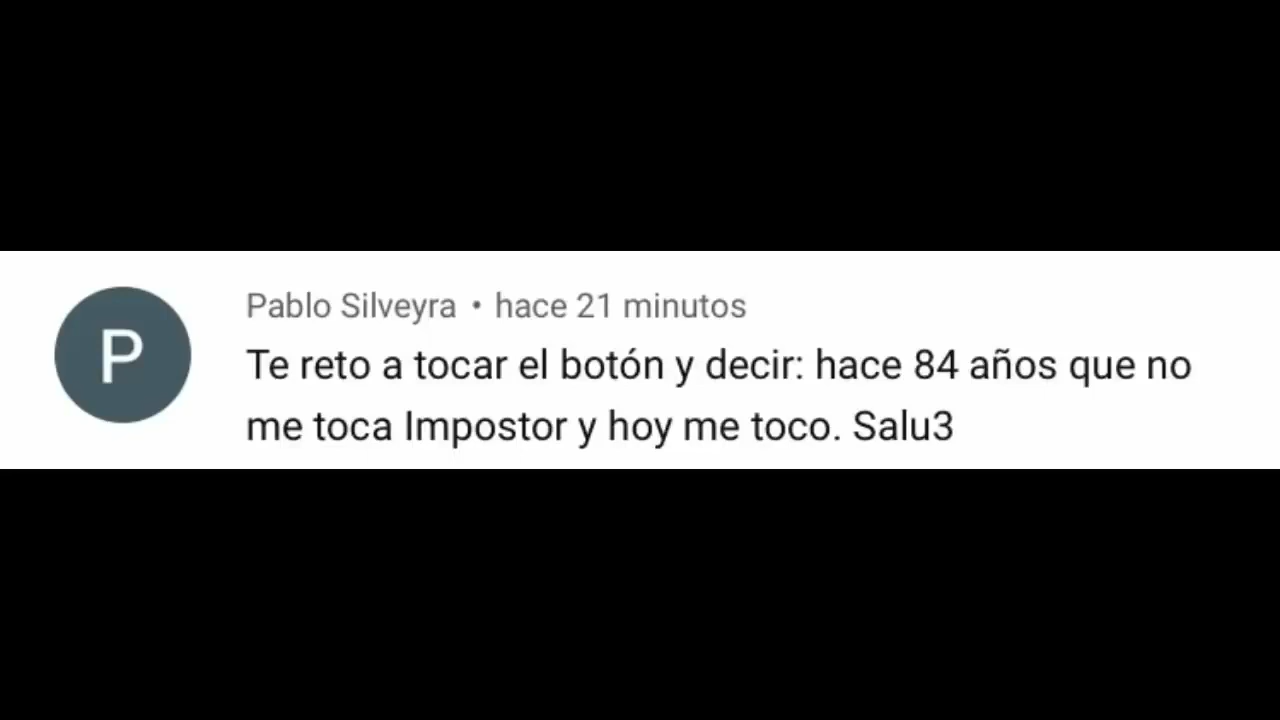 P
Pablo Silveyra • hace 21 minutos
Te reto a tocar el botón y decir: hace 84 años que no
me toca Impostor y hoy me toco. Salu3